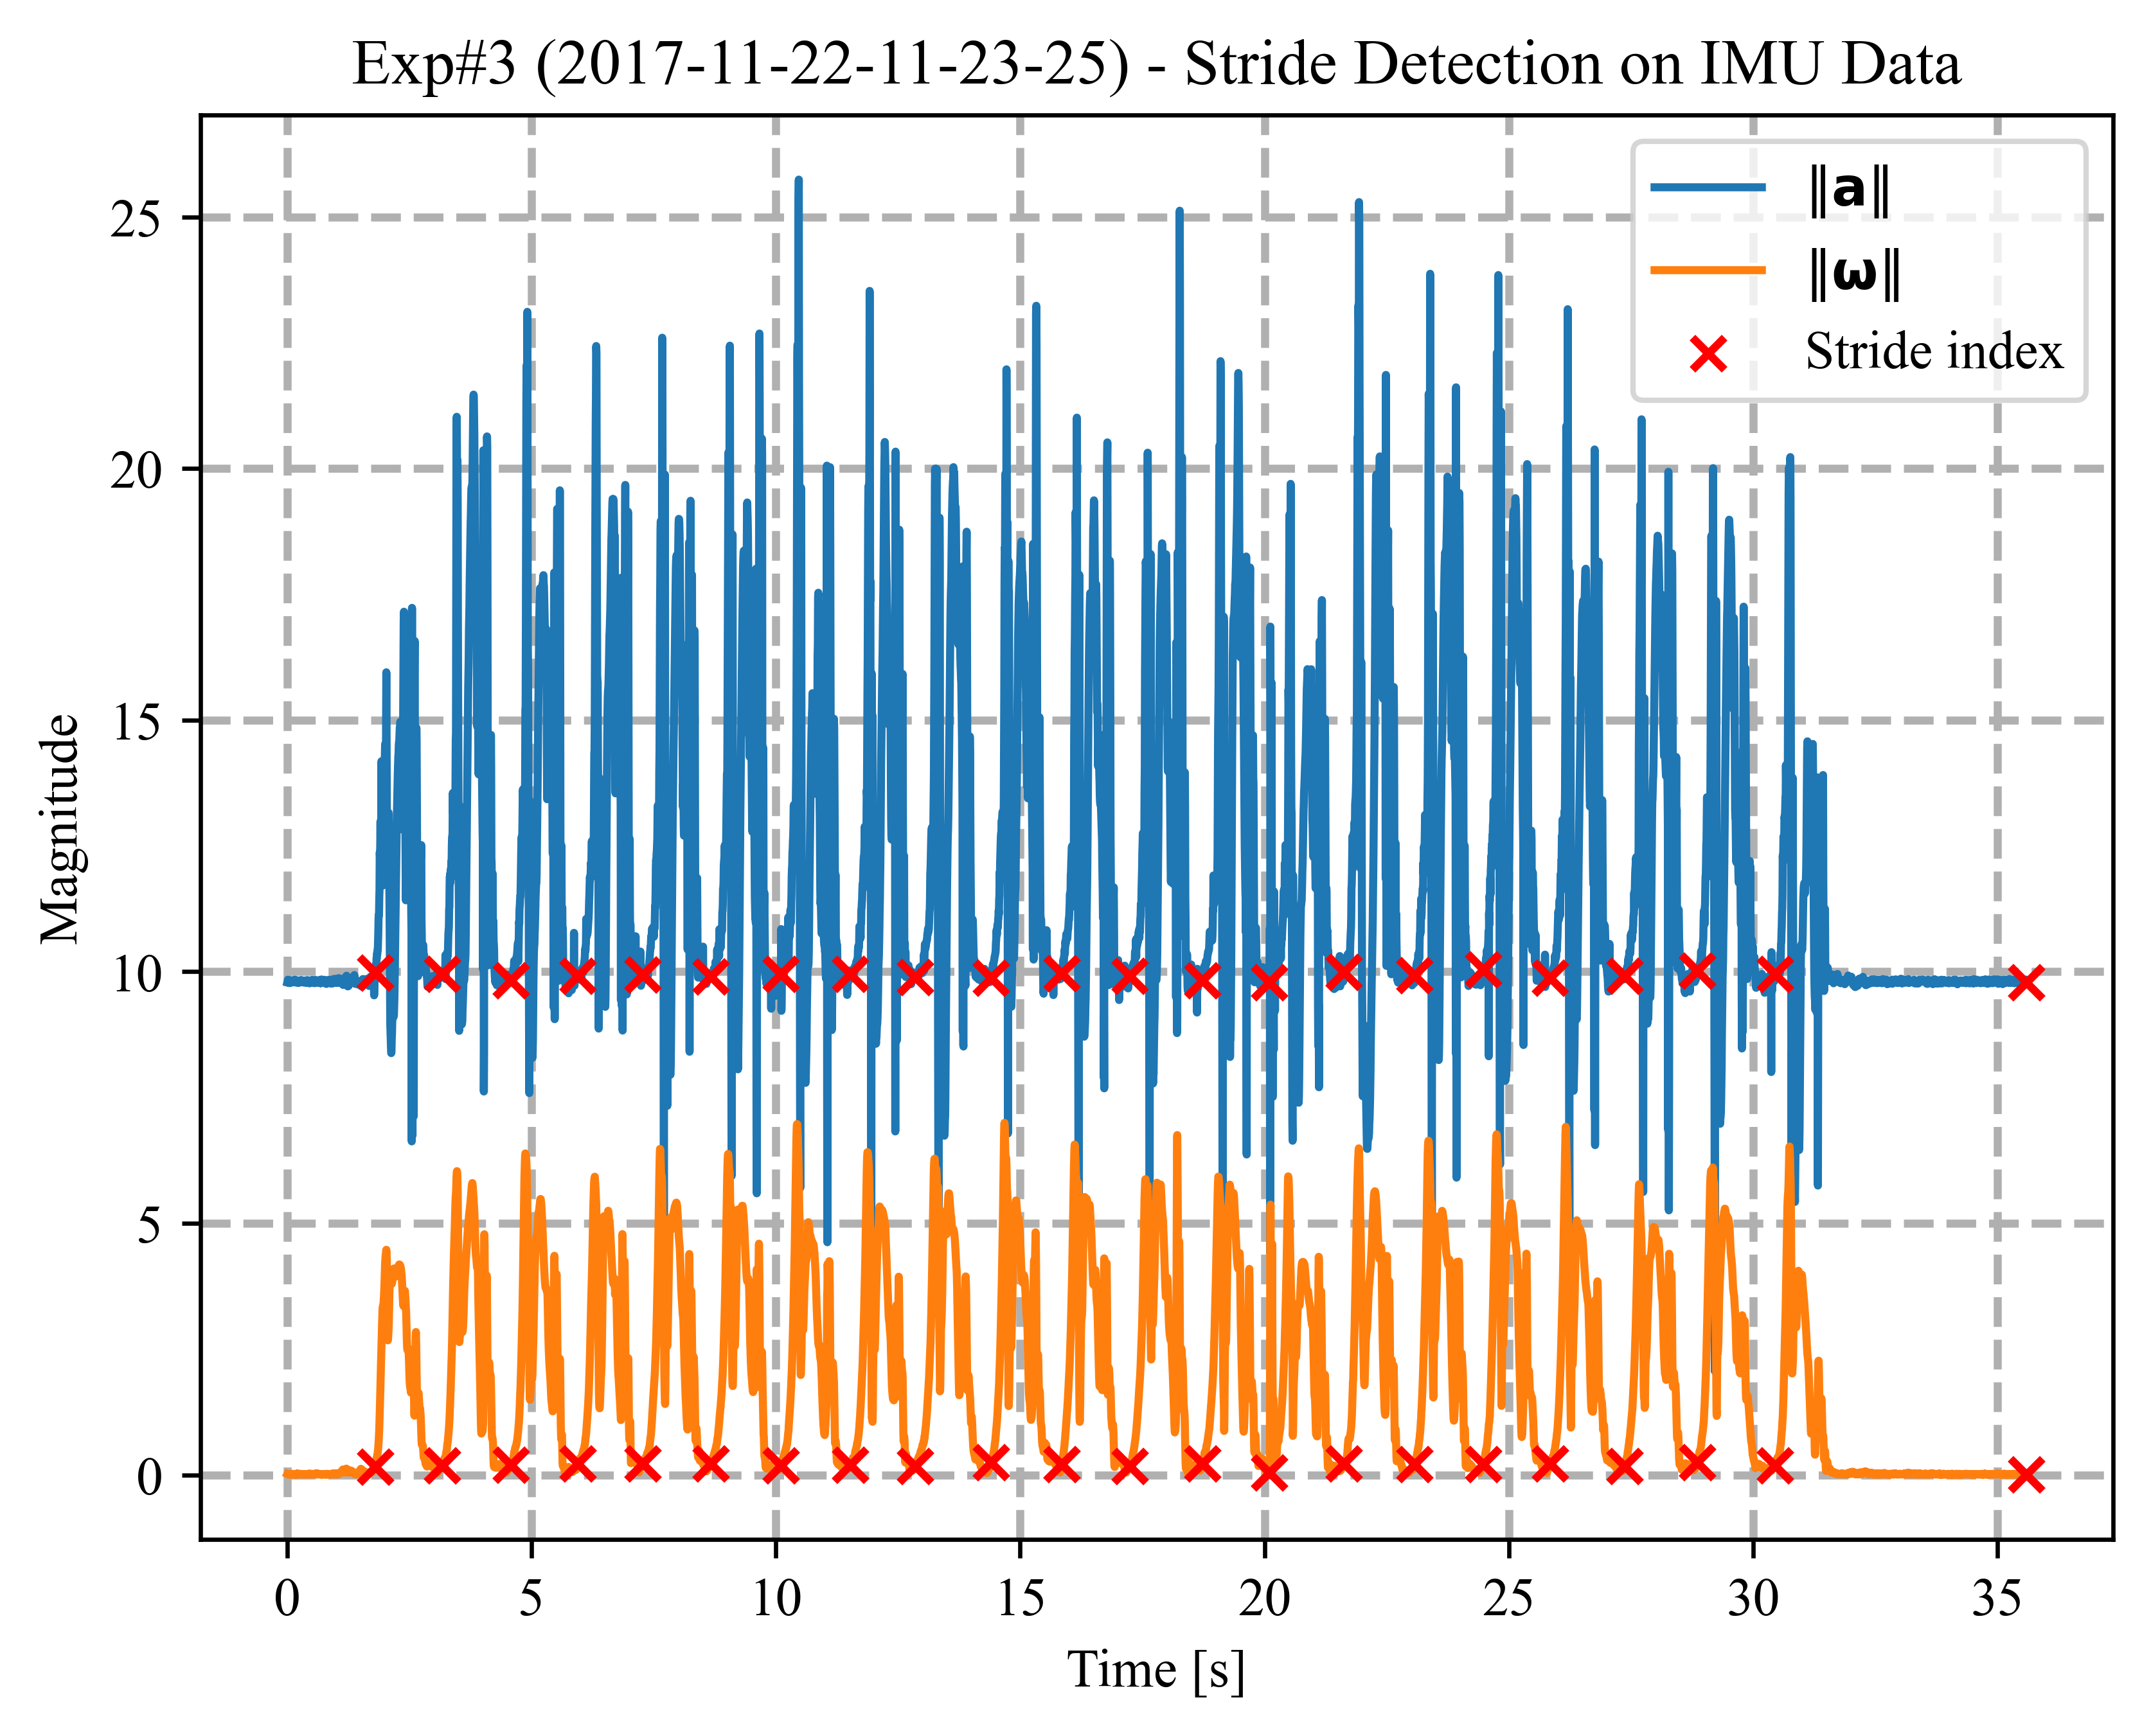 Exp#3 (2017-11-22-11-23-25) - Stride Detection on IMU Data
‖a‖
‖ω‖
Stride index
Magnitude
25
20
15
10
5
0
0 5 10 15 20 25 30 35
Time [s]